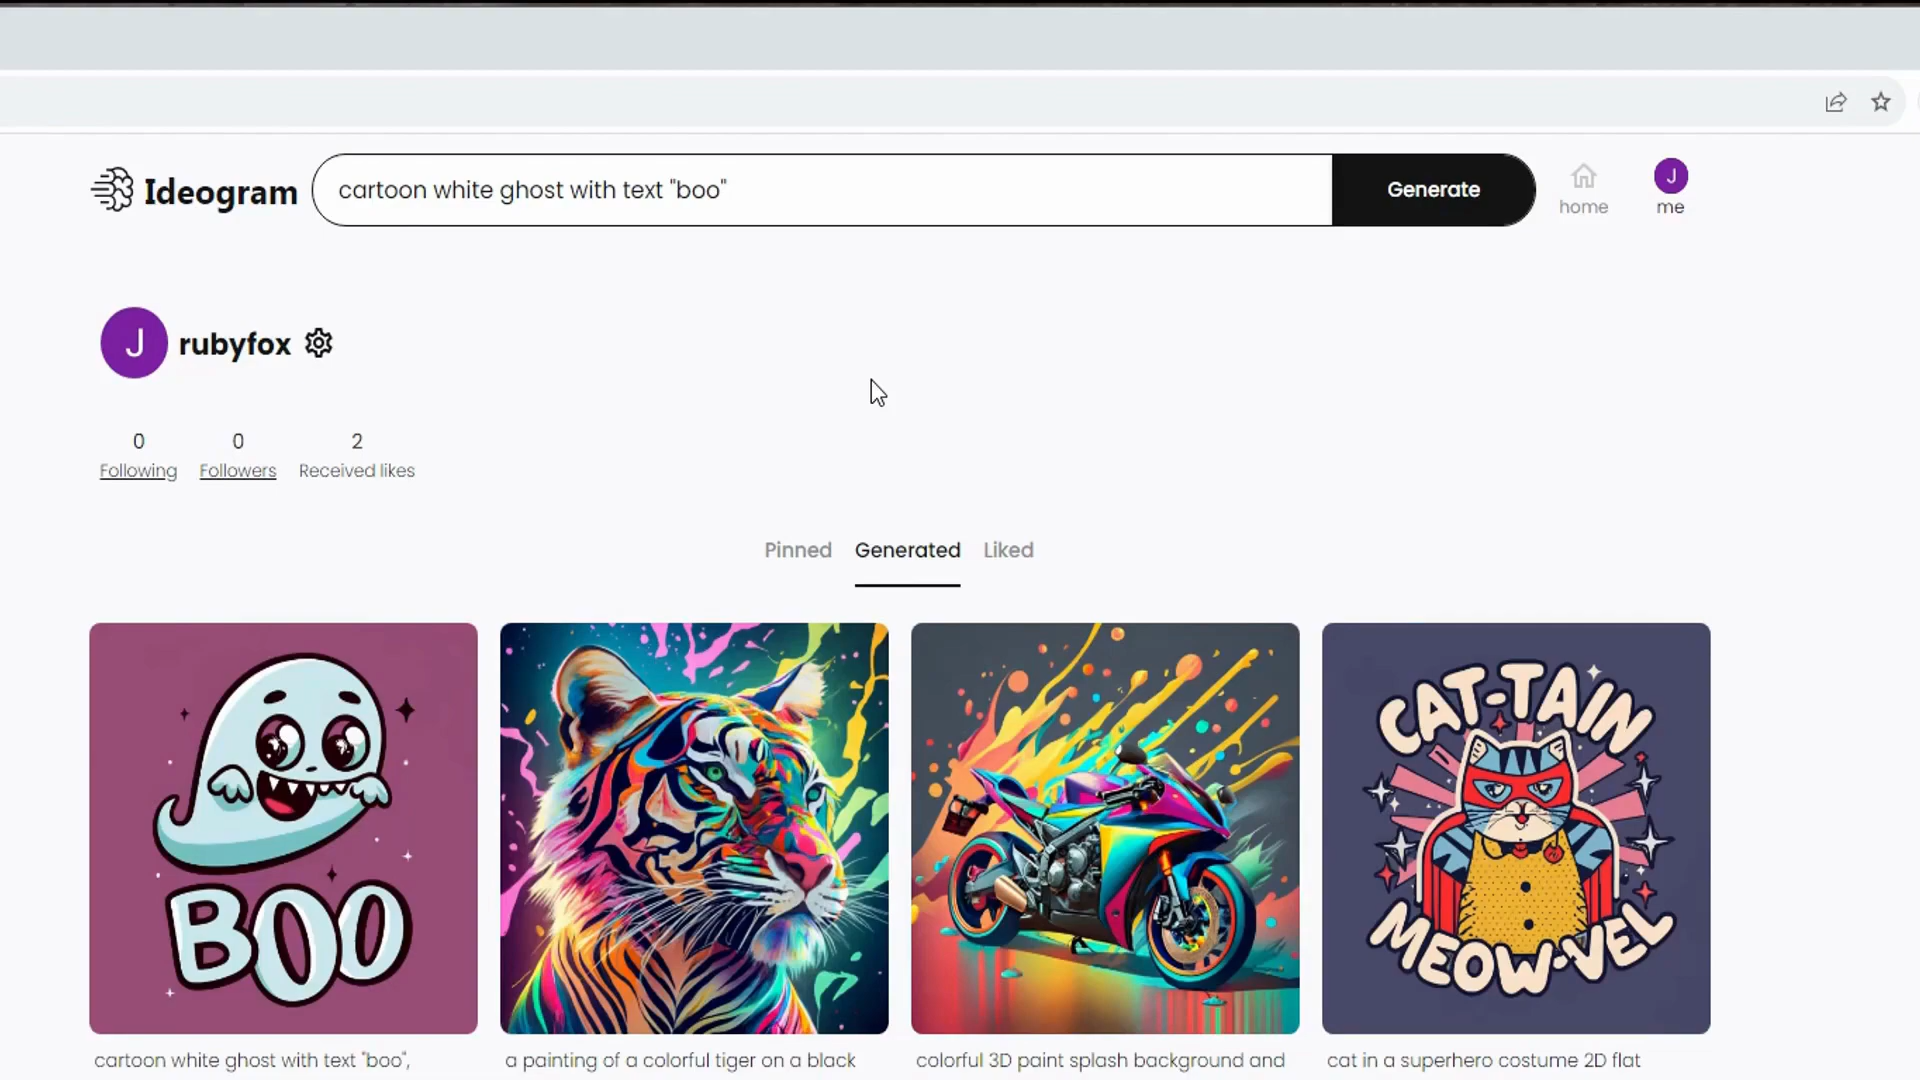 Ideogram
cartoon white ghost with text "boo"
Generate
home
J
me
J
rubyfox
0
Following
0
Followers
2
Received likes
Pinned
Generated
Liked
BOO
CAT-TAIN
MEOW-VEL
cartoon white ghost with text "boo",
a painting of a colorful tiger on a black
colorful 3D paint splash background and
cat in a superhero costume 2D flat